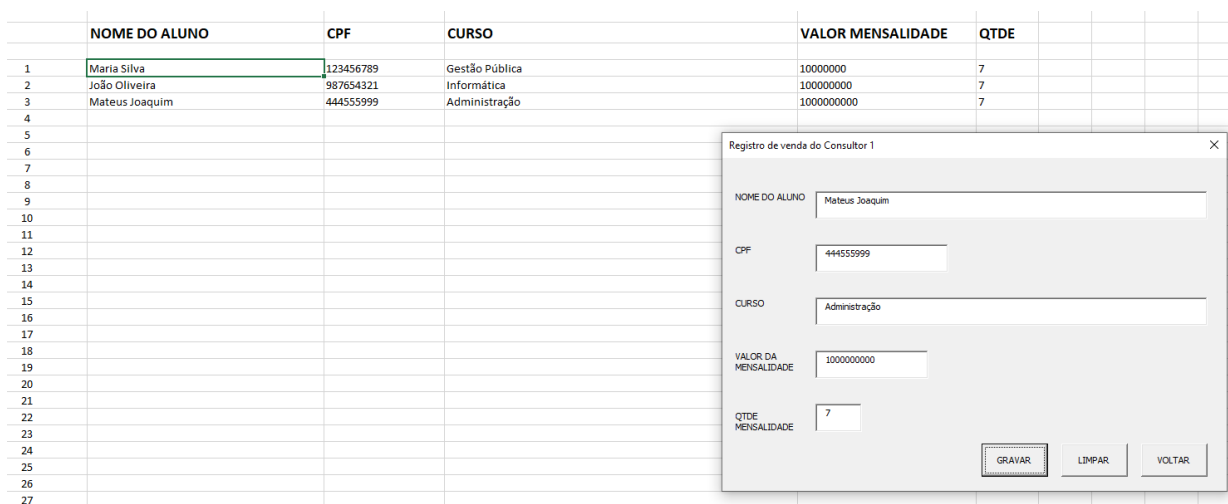 NOME DO ALUNO CPF CURSO VALOR MENSALIDADE QTDE
1 Maria Silva 123456789 Gestão Pública 10000000 7
2 João Oliveira 987654321 Informática 100000000 7
3 Mateus Joaquim 444555999 Administração 1000000000 7
4
5
6
7
8
9
10
11
12
13
14
15
16
17
18
19
20
21
22
23
24
25
26
27
Registro de venda do Consultor 1
NOME DO ALUNO Mateus Joaquim
CPF 444555999
CURSO Administração
VALOR DA
MENSALIDADE 1000000000
QTDE
MENSALIDADE 7
GRAVAR LIMPAR VOLTAR